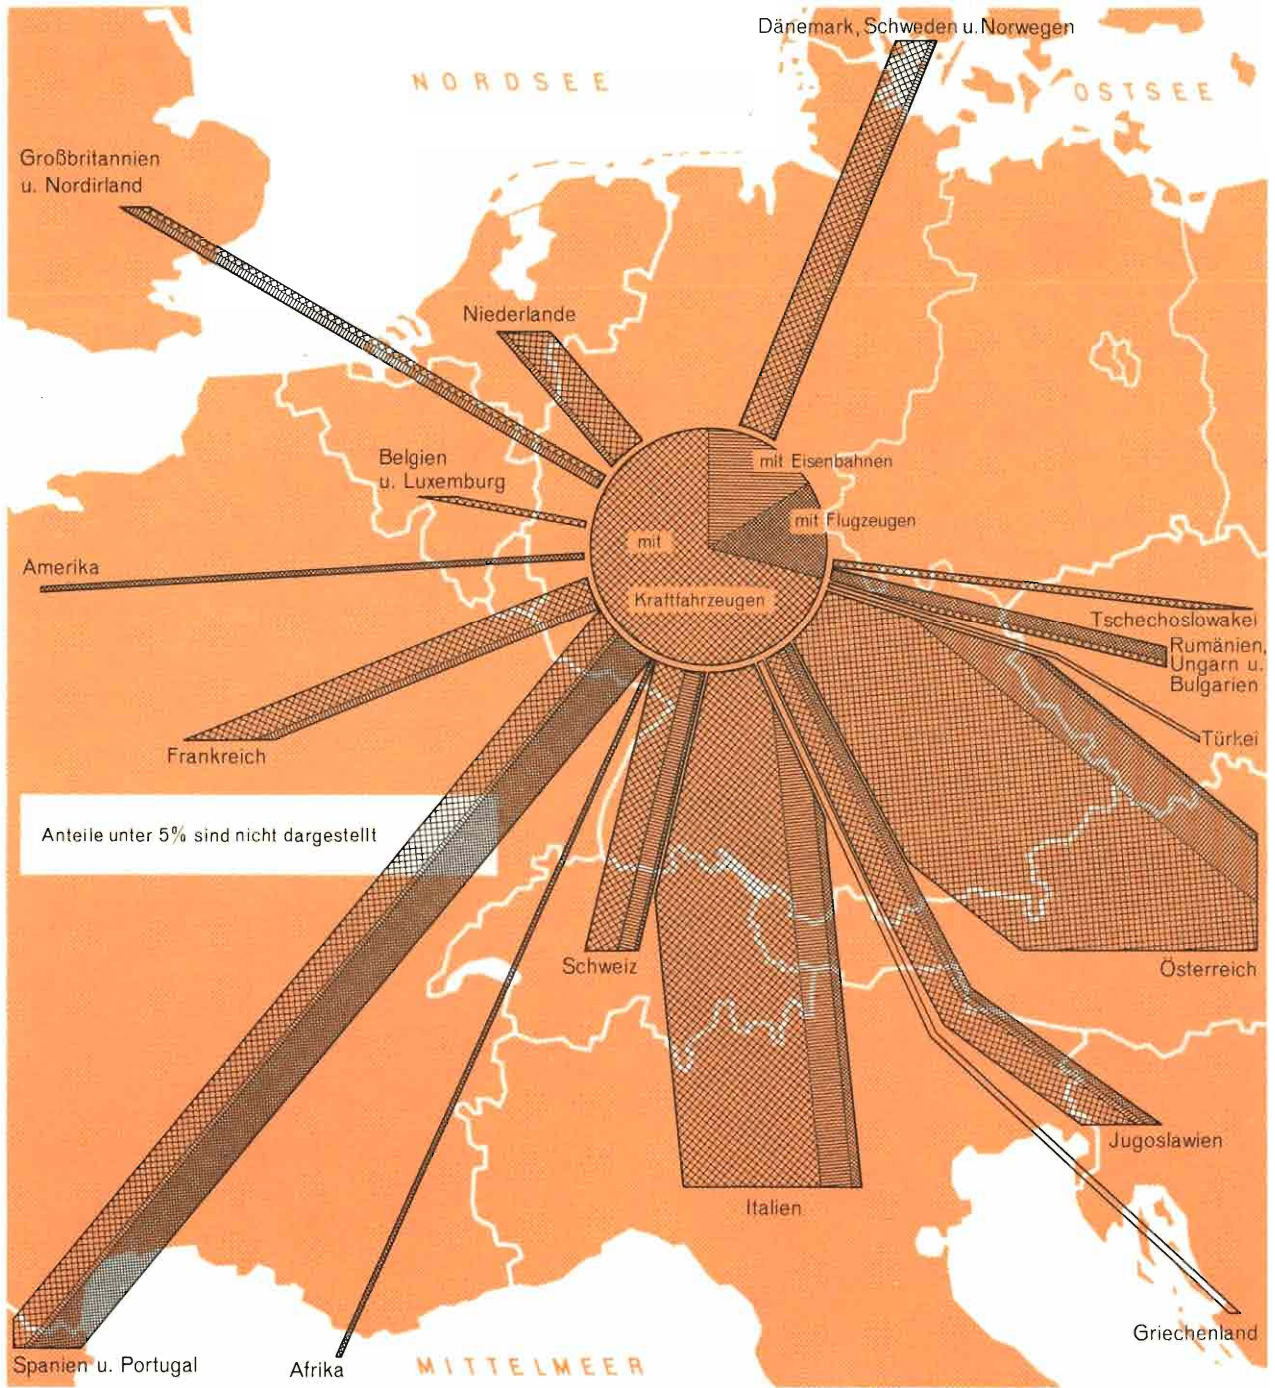 Dänemark, Schweden u. Norwegen
NORDSEE
OSTSEE
Großbritannien
u. Nordirland
Niederlande
Belgien
u. Luxemburg
mit Eisenbahnen
mit Flugzeugen
mit
Kraftfahrzeugen
Amerika
Tschechoslowakei
Rumänien,
Ungarn u.
Bulgarien
Türkei
Frankreich
Anteile unter 5% sind nicht dargestellt
Schweiz
Österreich
Jugoslawien
Italien
Griechenland
Spanien u. Portugal
Afrika
MITTELMEER